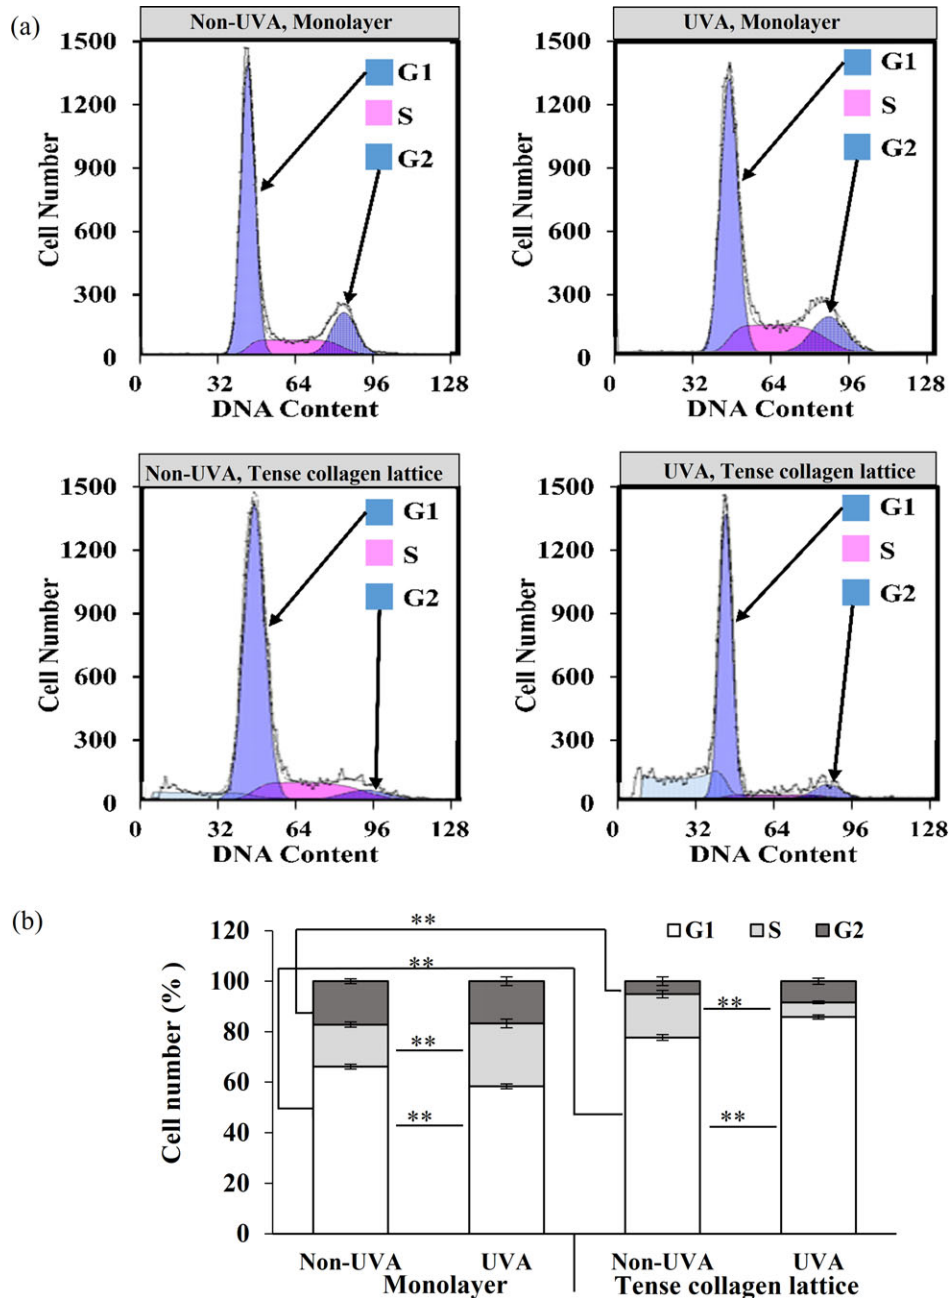 (a)
Non-UVA, Monolayer
1500
1200
900
600
300
0
Cell Number
G1
S
G2
0 32 64 96 128
DNA Content
UVA, Monolayer
1500
1200
900
600
300
0
Cell Number
G1
S
G2
0 32 64 96 128
DNA Content
Non-UVA, Tense collagen lattice
1500
1200
900
600
300
0
Cell Number
G1
S
G2
0 32 64 96 128
DNA Content
UVA, Tense collagen lattice
1500
1200
900
600
300
0
Cell Number
G1
S
G2
0 32 64 96 128
DNA Content
(b)
120
100
80
60
40
20
0
Cell number (%)
G1 S G2
**
**
**
**
**
**
Non-UVA UVA Non-UVA UVA
Monolayer Tense collagen lattice